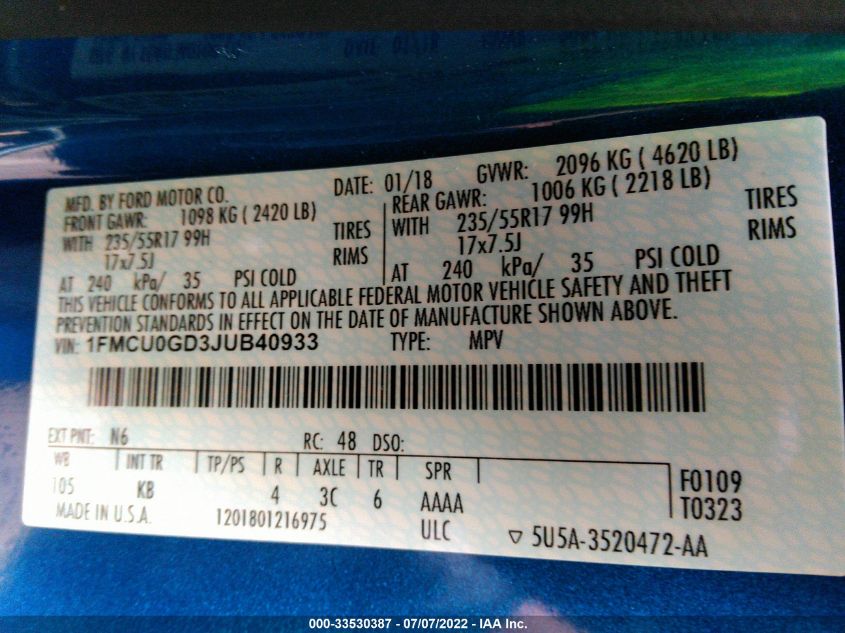 MFD. BY FORD MOTOR CO.
DATE: 01/18
GVWR: 2096 KG ( 4620 LB)
FRONT GAWR: 1098 KG ( 2420 LB)
REAR GAWR: 1006 KG ( 2218 LB)
WITH 235/55R17 99H TIRES
WITH 235/55R17 99H TIRES
17x7.5J RIMS
17x7.5J RIMS
AT 240 kPa/ 35 PSI COLD
AT 240 kPa/ 35 PSI COLD
THIS VEHICLE CONFORMS TO ALL APPLICABLE FEDERAL MOTOR VEHICLE SAFETY AND THEFT
PREVENTION STANDARDS IN EFFECT ON THE DATE OF MANUFACTURE SHOWN ABOVE.
VIN: 1FMCU0GD3JUB40933 TYPE: MPV
EXT PNT: N6 RC: 48 DSO:
WB INT TR TP/PS R AXLE TR SPR
105 KB 4 3C 6 AAAA
F0109
T0323
MADE IN U.S.A. 1201801216975 ULC ▽ 5U5A-3520472-AA
000-33530387 - 07/07/2022 - IAA Inc.